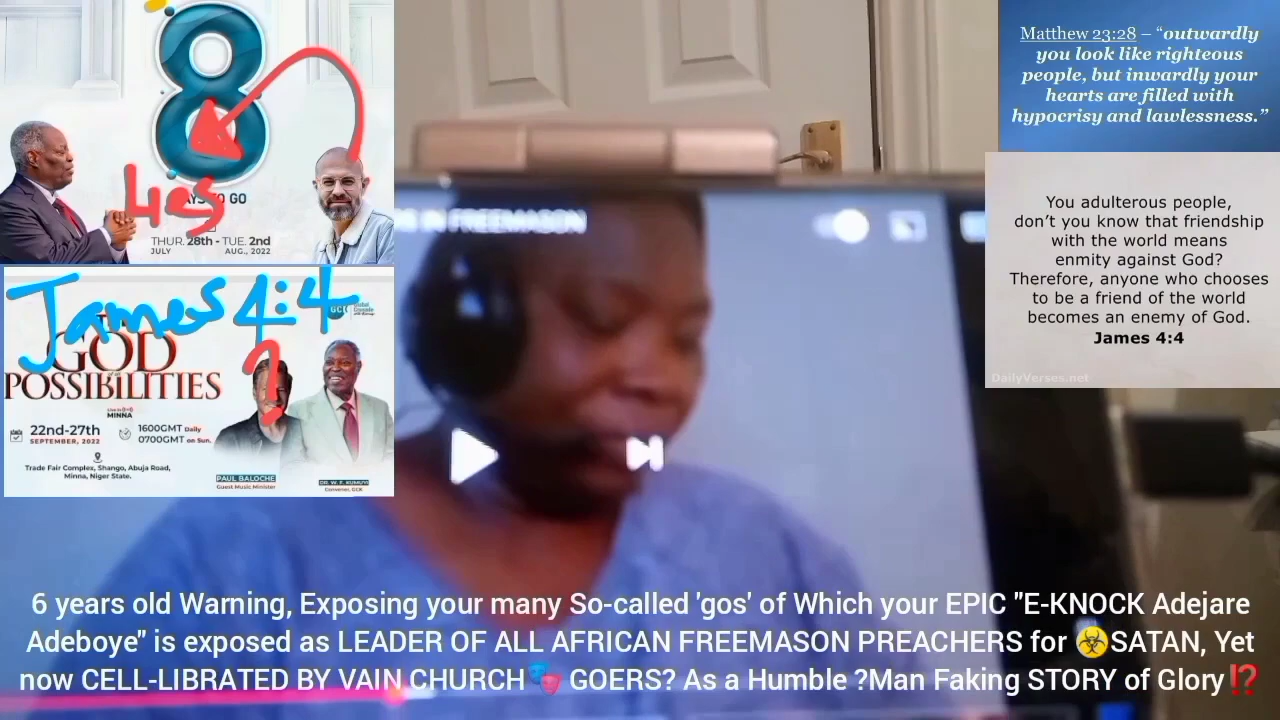 8
Lies
DAYS TO GO
THUR. 28th - TUE. 2nd
JULY AUG., 2022
James 4:4
GCK
Global
Crusade
GOD
of
POSSIBILITIES
?
MINNA
22nd-27th
SEPTEMBER, 2022
1600GMT Daily
0700GMT on Sun.
Trade Fair Complex, Shango, Abuja Road,
Minna, Niger State.
PAUL BALOCHE
Guest Music Minister
DR. W. F. KUMUYI
Convener, GCK
IN FREEMASON
Matthew 23:28 – “outwardly
you look like righteous
people, but inwardly your
hearts are filled with
hypocrisy and lawlessness.”
You adulterous people,
don’t you know that friendship
with the world means
enmity against God?
Therefore, anyone who chooses
to be a friend of the world
becomes an enemy of God.
James 4:4
DailyVerses.net
6 years old Warning, Exposing your many So-called 'gos' of Which your EPIC "E-KNOCK Adejare
Adeboye" is exposed as LEADER OF ALL AFRICAN FREEMASON PREACHERS for ☣SATAN, Yet
now CELL-LIBRATED BY VAIN CHURCH🎭 GOERS? As a Humble ?Man Faking STORY of Glory⁉